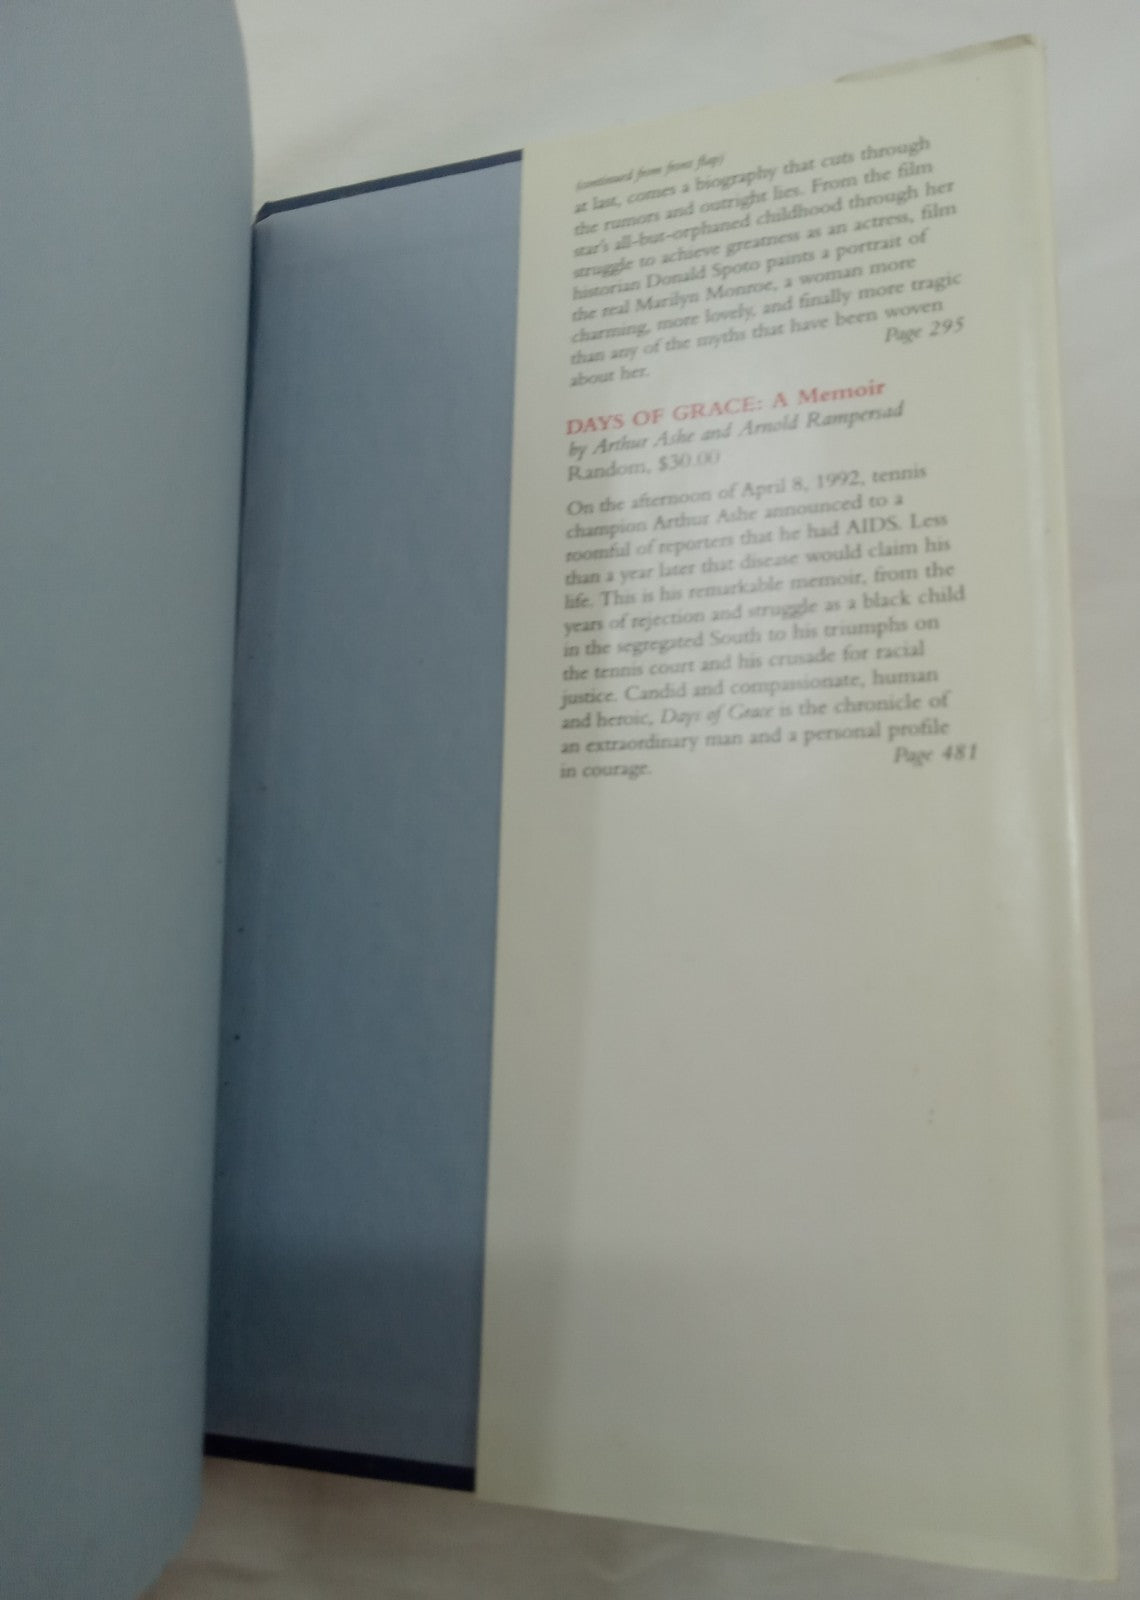 (continued from front flap)
at last, comes a biography that cuts through
the rumors and outright lies. From the film
star's all-but-orphaned childhood through her
struggle to achieve greatness as an actress, film
historian Donald Spoto paints a portrait of
the real Marilyn Monroe, a woman more
charming, more lovely, and finally more tragic
than any of the myths that have been woven
about her.
Page 295
DAYS OF GRACE: A Memoir
by Arthur Ashe and Arnold Rampersad
Random, $30.00
On the afternoon of April 8, 1992, tennis
champion Arthur Ashe announced to a
roomful of reporters that he had AIDS. Less
than a year later that disease would claim his
life. This is his remarkable memoir, from the
years of rejection and struggle as a black child
in the segregated South to his triumphs on
the tennis court and his crusade for racial
justice. Candid and compassionate, human
and heroic, Days of Grace is the chronicle of
an extraordinary man and a personal profile
in courage.
Page 481